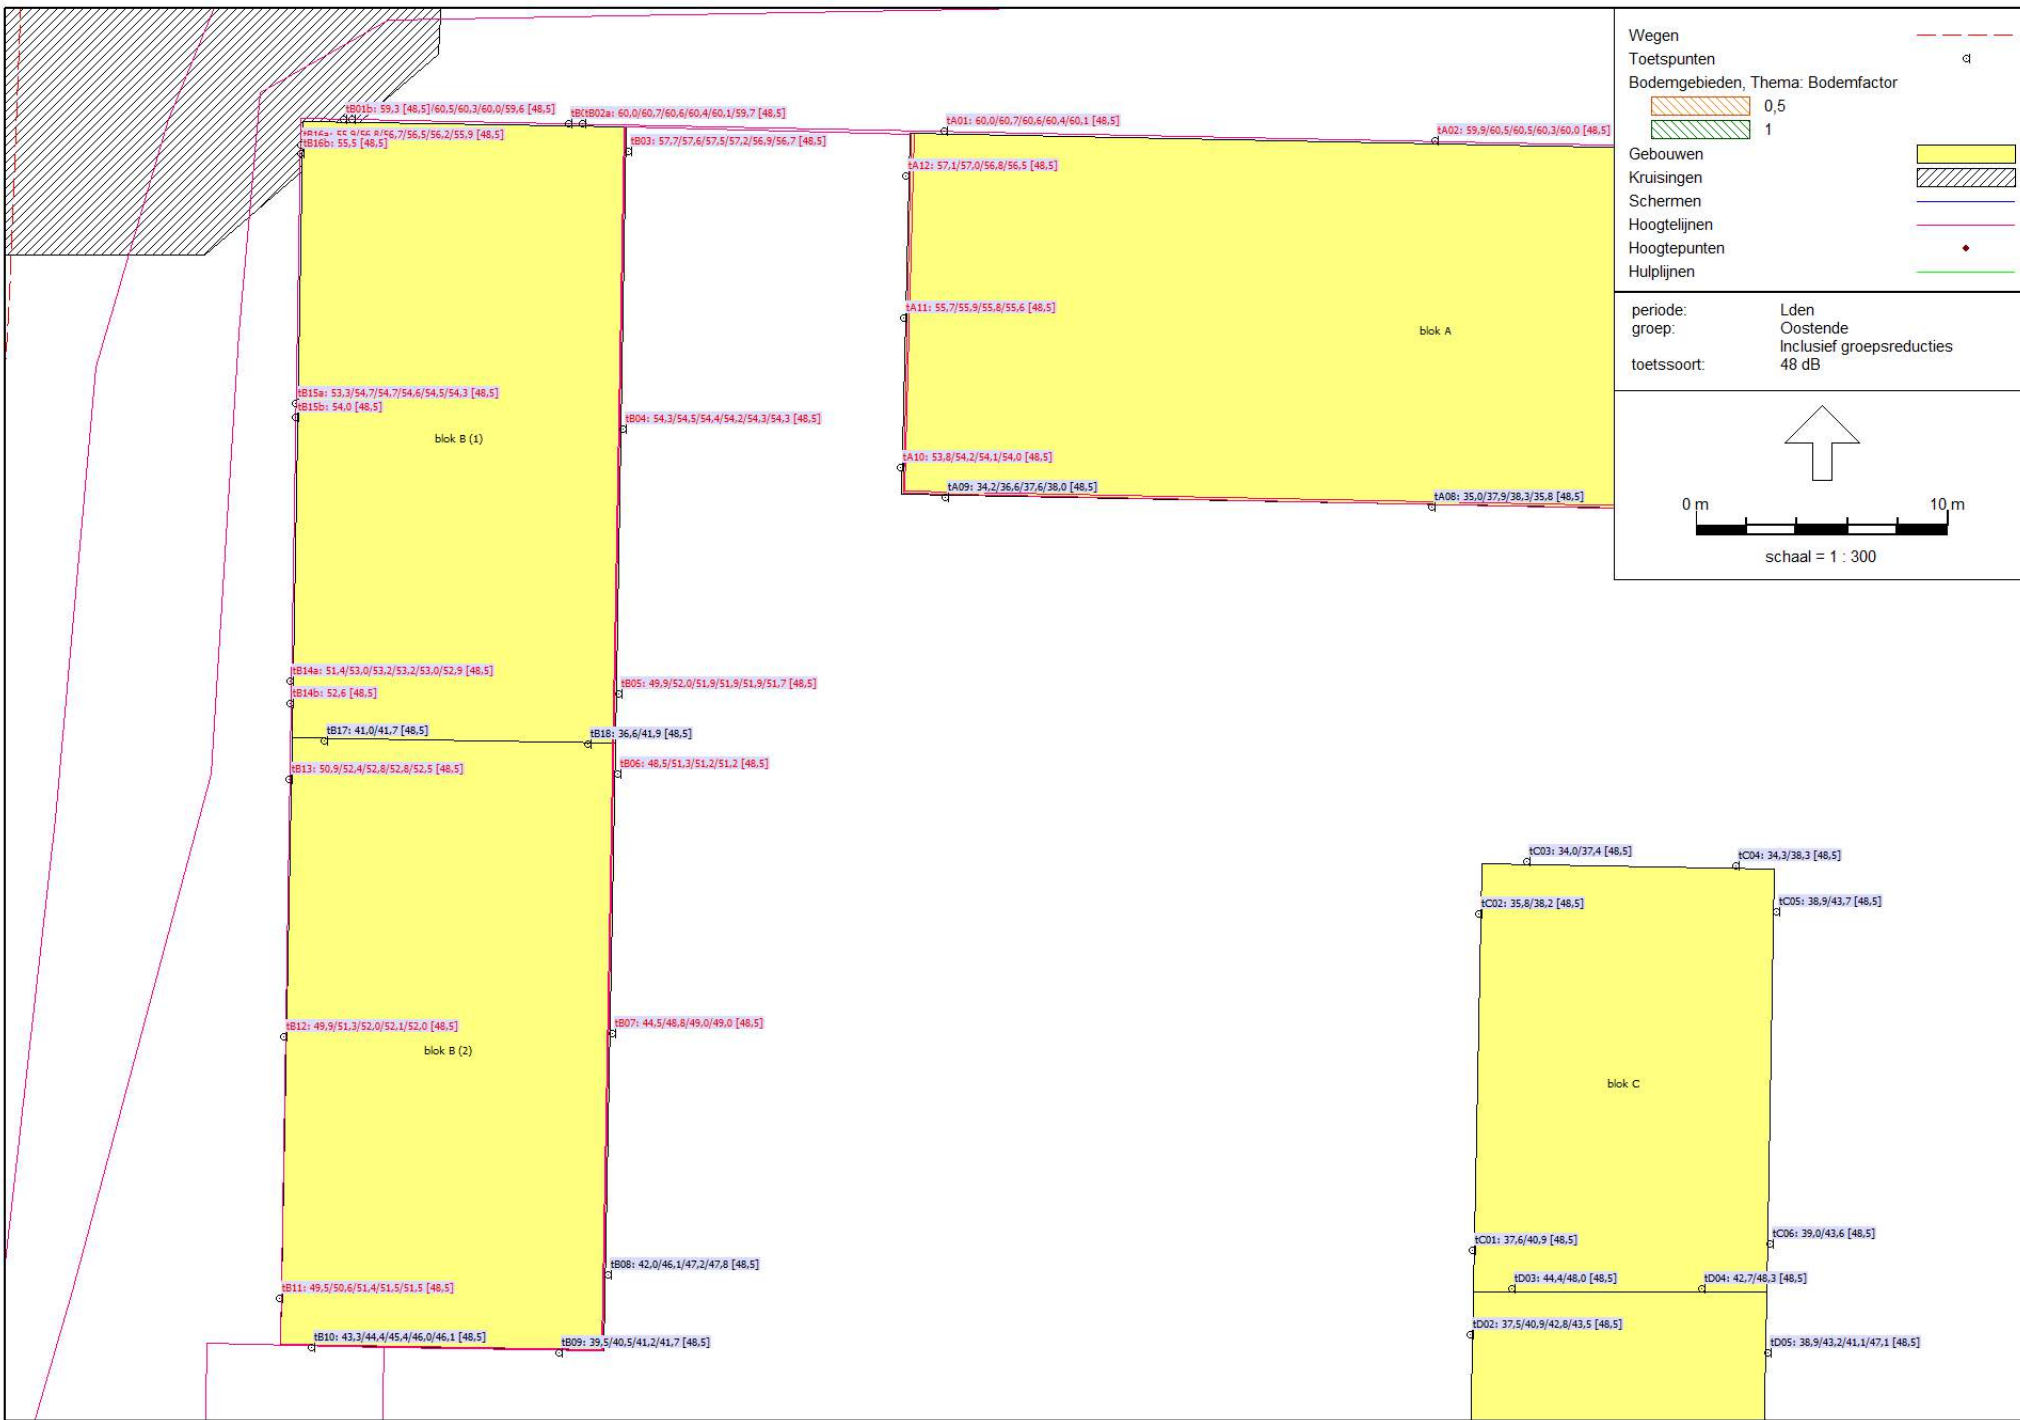 tB01b: 59,3 [48,5]/60,5/60,3/60,0/59,6 [48,5]
tB02a: 60,0/60,7/60,6/60,4/60,1/59,7 [48,5]
tA01: 60,0/60,7/60,6/60,4/60,1 [48,5]
tA02: 59,9/60,5/60,5/60,3/60,0 [48,5]
tB16a: 55,9/56,8/56,7/56,5/56,2/55,9 [48,5]
tB16b: 55,5 [48,5]
tB03: 57,7/57,6/57,5/57,2/56,9/56,7 [48,5]
tA12: 57,1/57,0/56,8/56,5 [48,5]
tA11: 55,7/55,9/55,8/55,6 [48,5]
blok A
tB15a: 53,3/54,7/54,7/54,6/54,5/54,3 [48,5]
tB15b: 54,0 [48,5]
tB04: 54,3/54,5/54,4/54,2/54,3/54,3 [48,5]
blok B (1)
tA10: 53,8/54,2/54,1/54,0 [48,5]
tA09: 34,2/36,6/37,6/38,0 [48,5]
tA08: 35,0/37,9/38,3/35,8 [48,5]
tB14a: 51,4/53,0/53,2/53,2/53,0/52,9 [48,5]
tB14b: 52,6 [48,5]
tB05: 49,9/52,0/51,9/51,9/51,9/51,7 [48,5]
tB17: 41,0/41,7 [48,5]
tB18: 36,6/41,9 [48,5]
tB13: 50,9/52,4/52,8/52,8/52,5 [48,5]
tB06: 48,5/51,3/51,2/51,2 [48,5]
tC03: 34,0/37,4 [48,5]
tC04: 34,3/38,3 [48,5]
tC02: 35,8/38,2 [48,5]
tC05: 38,9/43,7 [48,5]
tB12: 49,9/51,3/52,0/52,1/52,0 [48,5]
tB07: 44,5/48,8/49,0/49,0 [48,5]
blok B (2)
blok C
tC01: 37,6/40,9 [48,5]
tC06: 39,0/43,6 [48,5]
tB08: 42,0/46,1/47,2/47,8 [48,5]
tD03: 44,4/48,0 [48,5]
tD04: 42,7/48,3 [48,5]
tB11: 49,5/50,6/51,4/51,5/51,5 [48,5]
tD02: 37,5/40,9/42,8/43,5 [48,5]
tB10: 43,3/44,4/45,4/46,0/46,1 [48,5]
tB09: 39,5/40,5/41,2/41,7 [48,5]
tD05: 38,9/43,2/41,1/47,1 [48,5]
Wegen
Toetspunten
Bodemgebieden, Thema: Bodemfactor
0,5
1
Gebouwen
Kruisingen
Schermen
Hoogtelijnen
Hoogtepunten
Hulplijnen
periode: Lden
groep: Oostende
Inclusief groepsreducties
toetssoort: 48 dB
0 m 10 m
schaal = 1 : 300